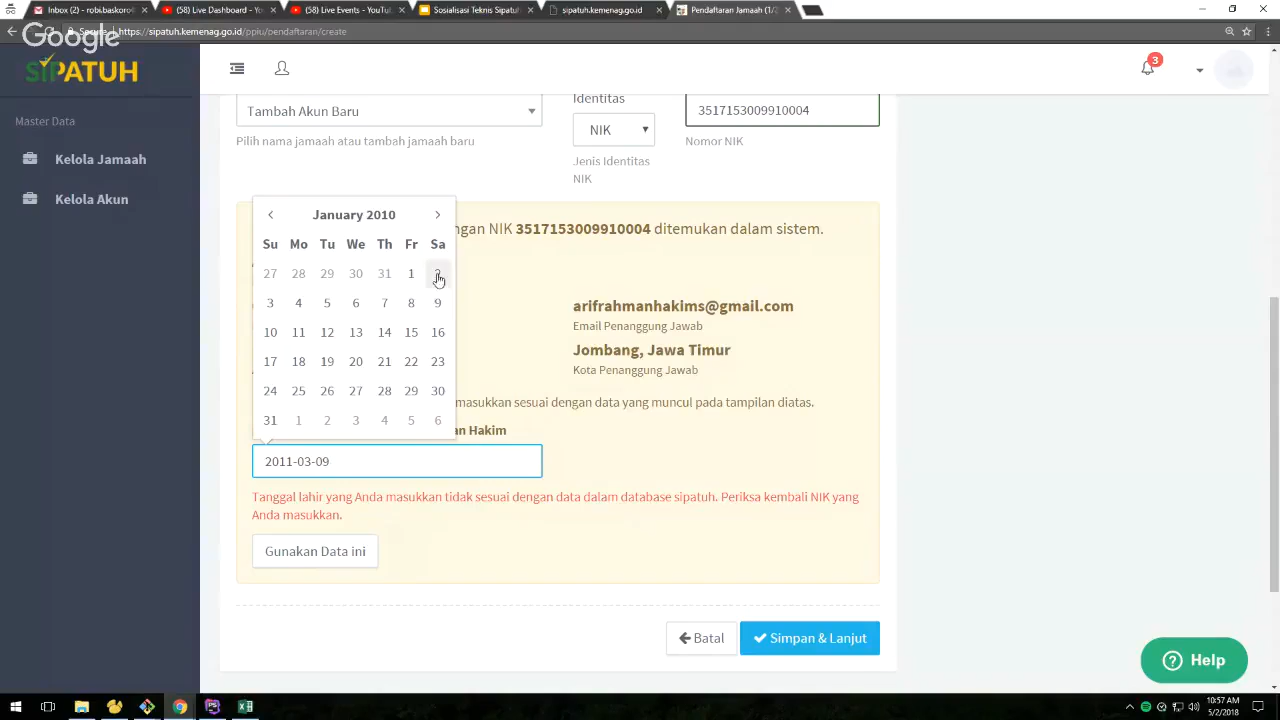 Inbox (43) - robi.baskoro
(58) Live Dashboard - Yo
(58) Live Events - YouTub
Sosialisasi Teknis Sipatuh
sipatuh.kemenag.go.id
Pendaftaran Jamaah (1/
https://sipatuh.kemenag.go.id/ppiu/pendaftaran/create
Google
SIPATUH
3
Master Data
Kelola Jamaah
Kelola Akun
Tambah Akun Baru
Pilih nama jamaah atau tambah jamaah baru
Identitas
NIK
Jenis Identitas
NIK
3517153009910004
Nomor NIK
ngan NIK 3517153009910004 ditemukan dalam sistem.
January 2010
Su Mo Tu We Th Fr Sa
27 28 29 30 31 1 2
3 4 5 6 7 8 9
10 11 12 13 14 15 16
17 18 19 20 21 22 23
24 25 26 27 28 29 30
31 1 2 3 4 5 6
arifrahmanhakims@gmail.com
Email Penanggung Jawab
Jombang, Jawa Timur
Kota Penanggung Jawab
masukkan sesuai dengan data yang muncul pada tampilan diatas.
an Hakim
2011-03-09
Tanggal lahir yang Anda masukkan tidak sesuai dengan data dalam database sipatuh. Periksa kembali NIK yang
Anda masukkan.
Gunakan Data ini
Batal
Simpan & Lanjut
Help
10:57 AM
5/2/2018